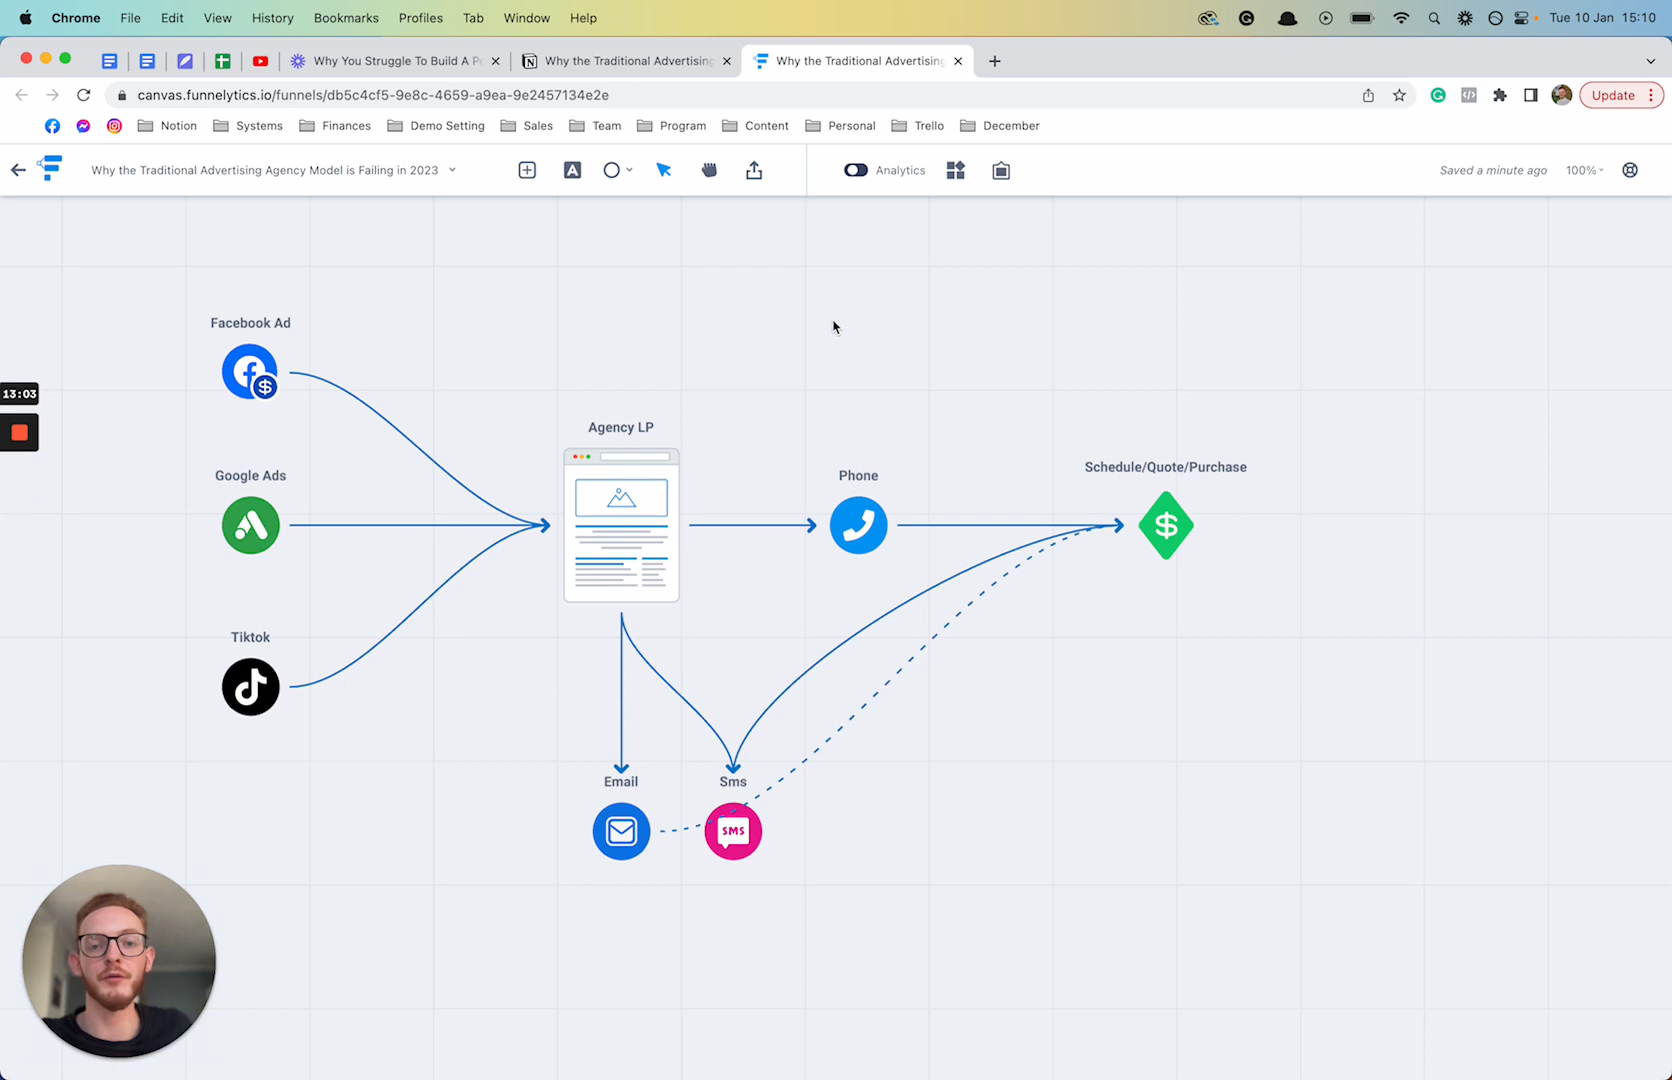 Chrome File Edit View History Bookmarks Profiles Tab Window Help Tue 10 Jan 15:10
Why You Struggle To Build A P Why the Traditional Advertising Why the Traditional Advertising
canvas.funnelytics.io/funnels/db5c4cf5-9e8c-4659-a9ea-9e2457134e2e Update
Notion Systems Finances Demo Setting Sales Team Program Content Personal Trello December
Why the Traditional Advertising Agency Model is Failing in 2023 Analytics Saved a minute ago 100%
Facebook Ad
13:03
Agency LP
Google Ads Phone Schedule/Quote/Purchase
Tiktok
Email Sms
SMS